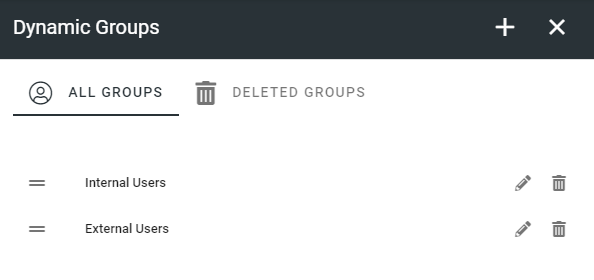 Dynamic Groups
ALL GROUPS DELETED GROUPS
Internal Users
External Users